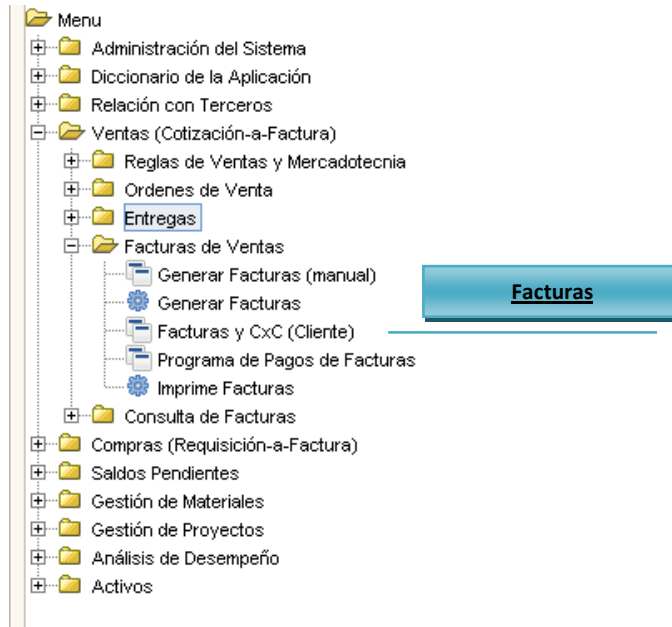 Menu
Administración del Sistema
Diccionario de la Aplicación
Relación con Terceros
Ventas (Cotización-a-Factura)
Reglas de Ventas y Mercadotecnia
Ordenes de Venta
Entregas
Facturas de Ventas
Generar Facturas (manual)
Facturas
Generar Facturas
Facturas y CxC (Cliente)
Programa de Pagos de Facturas
Imprime Facturas
Consulta de Facturas
Compras (Requisición-a-Factura)
Saldos Pendientes
Gestión de Materiales
Gestión de Proyectos
Análisis de Desempeño
Activos